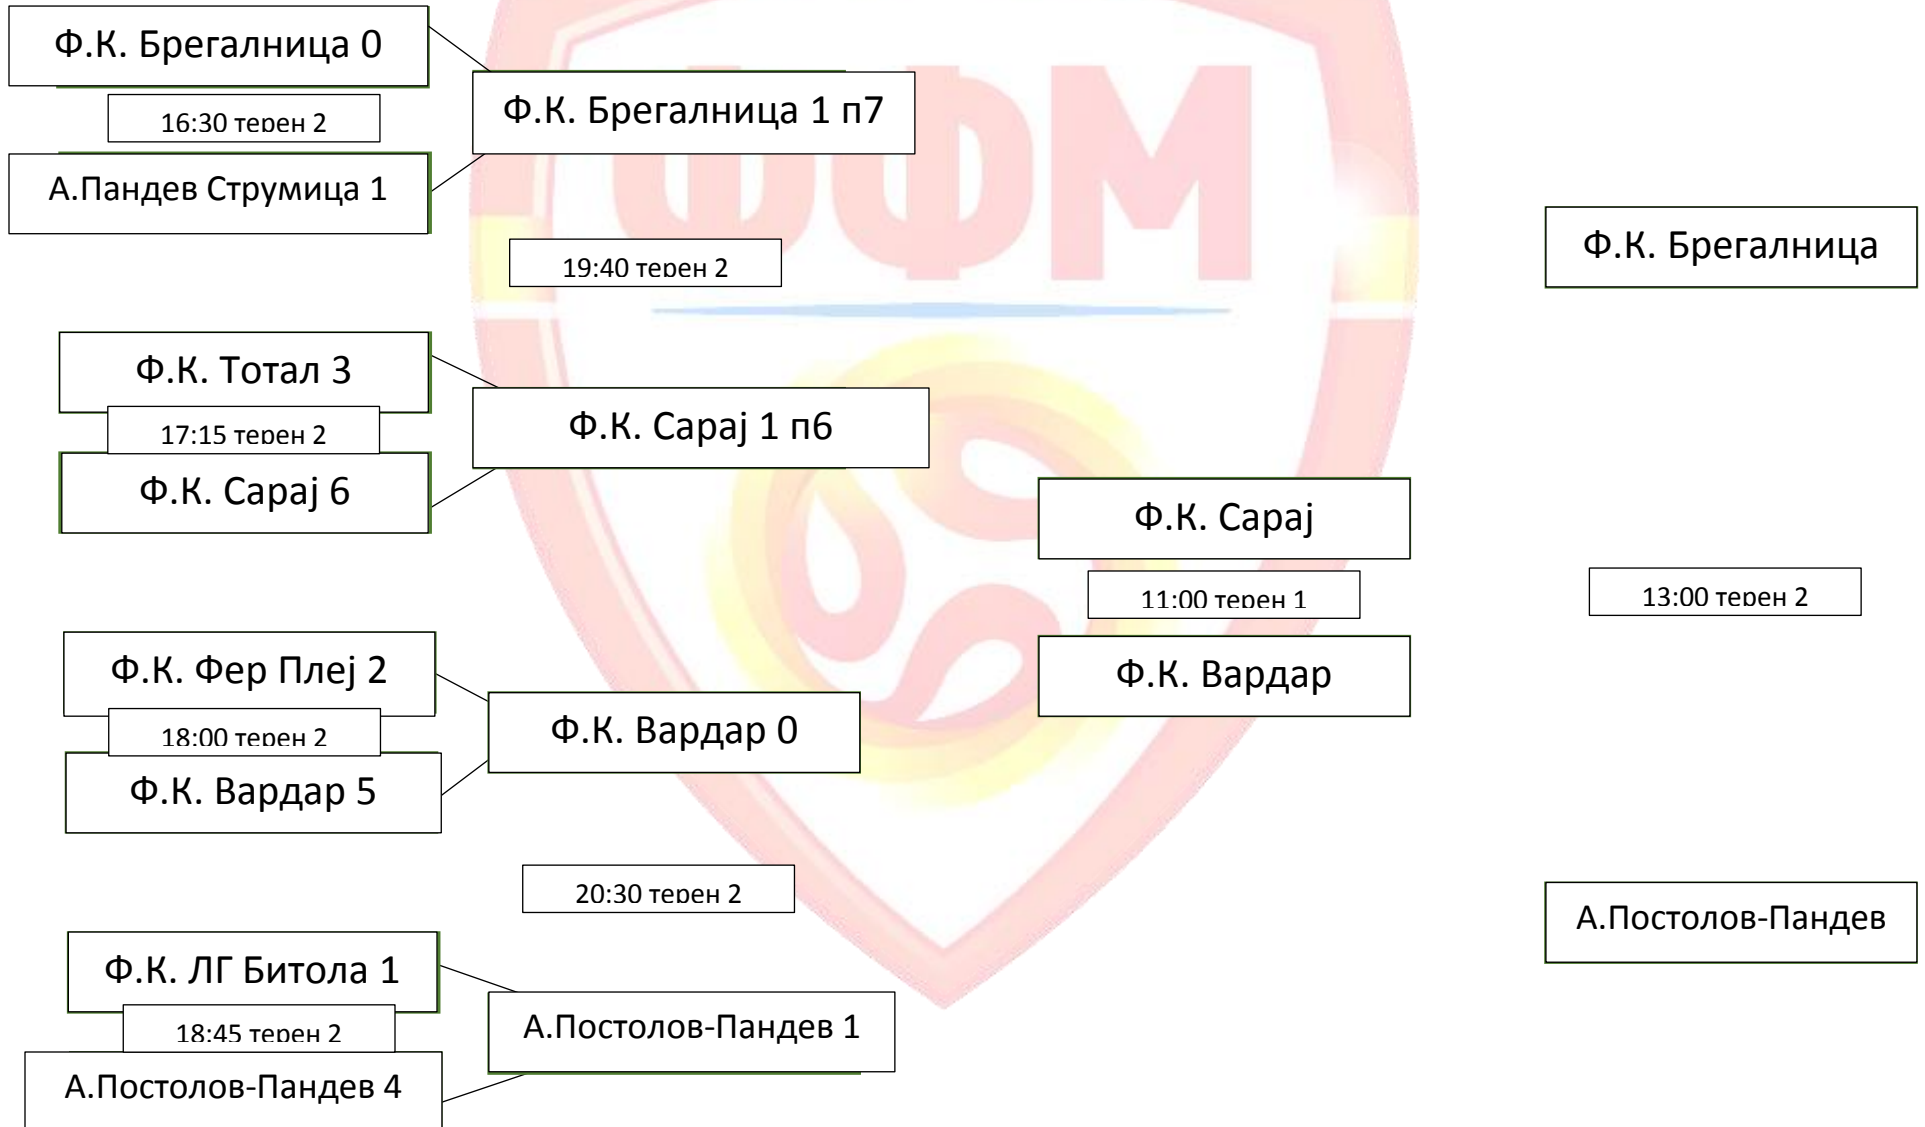 Ф.К. Брегалница 0
16:30 терен 2
А.Пандев Струмица 1
Ф.К. Брегалница 1 п7
19:40 терен 2
Ф.К. Тотал 3
17:15 терен 2
Ф.К. Сарај 6
Ф.К. Сарај 1 п6
Ф.К. Фер Плеј 2
18:00 терен 2
Ф.К. Вардар 5
Ф.К. Вардар 0
20:30 терен 2
Ф.К. ЛГ Битола 1
18:45 терен 2
А.Постолов-Пандев 4
А.Постолов-Пандев 1
ФФМ
Ф.К. Сарај
11:00 терен 1
Ф.К. Вардар
Ф.К. Брегалница
13:00 терен 2
А.Постолов-Пандев